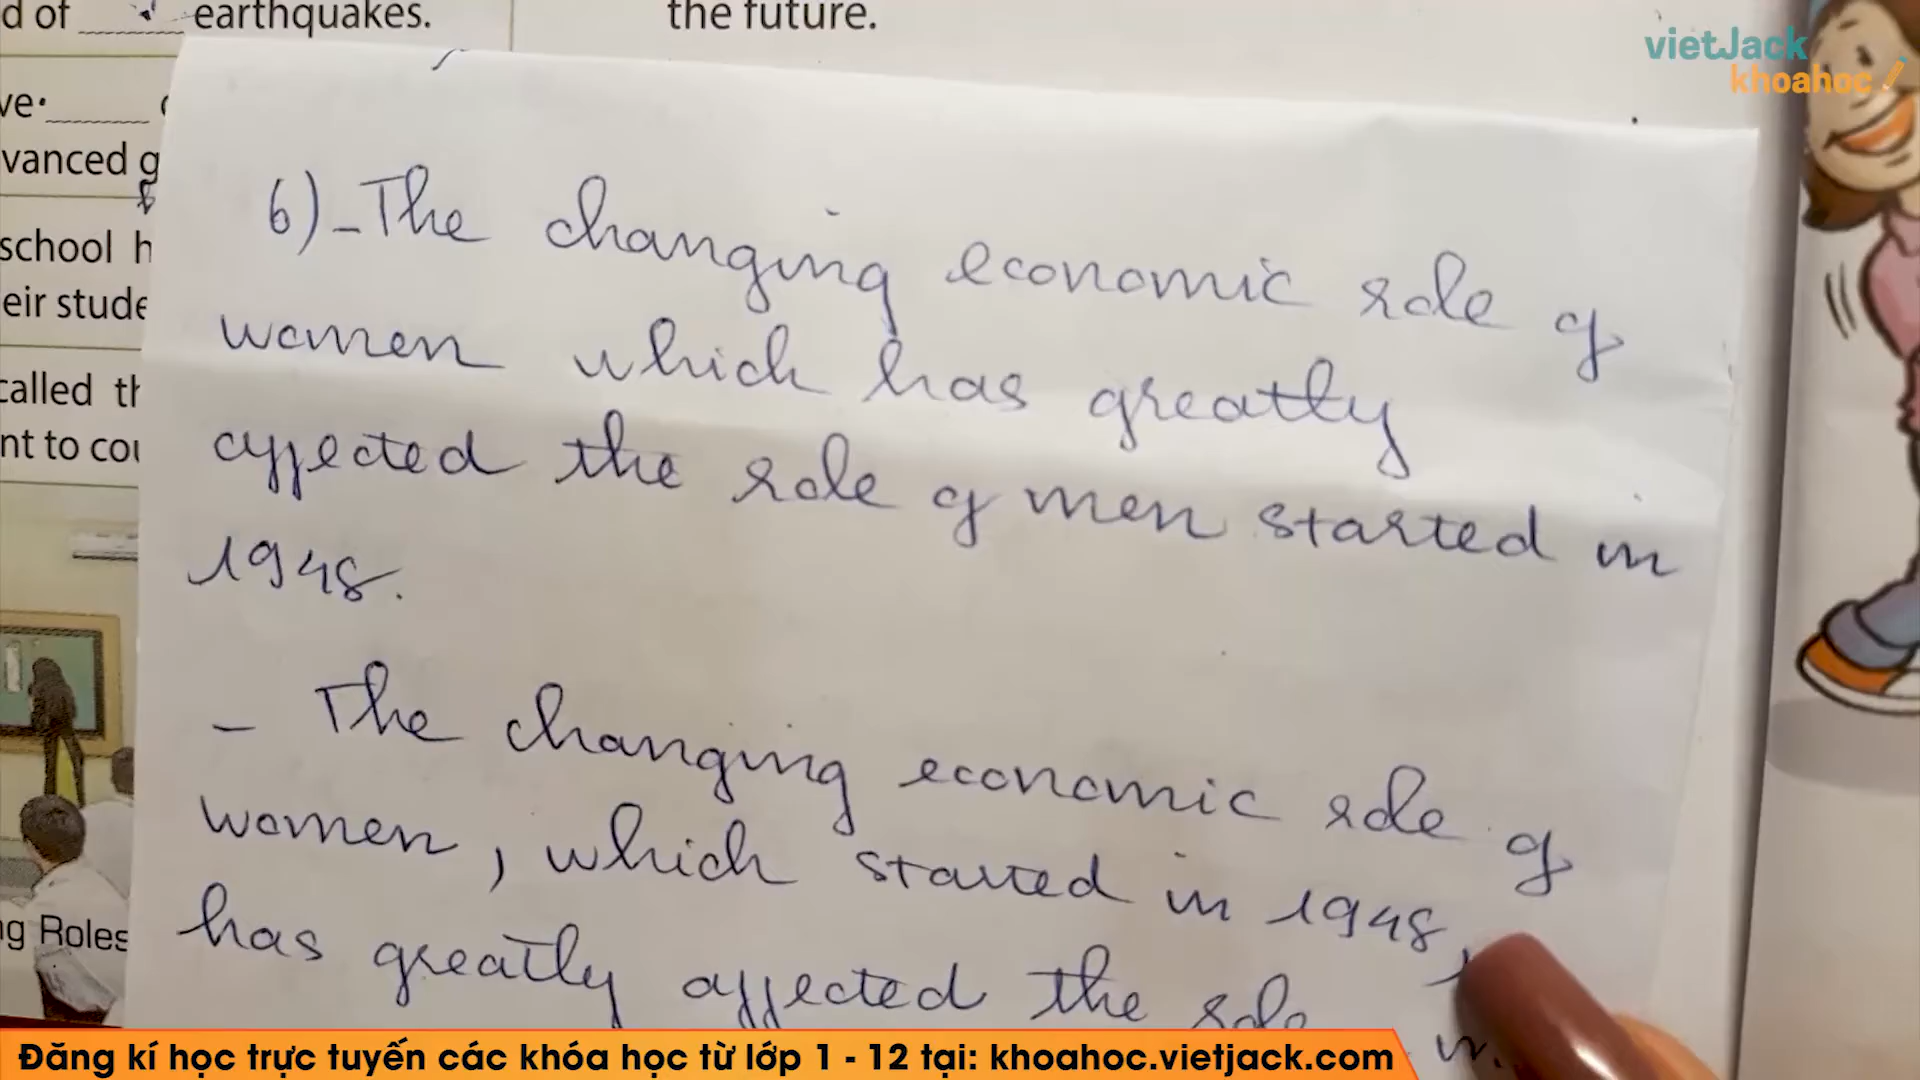 d of ______ earthquakes.
the future.
vietJack
khoahoc
ve ______
vanced g
school h
eir stude
called th
nt to cou
6) - The changing economic role of
women which has greatly
affected the role of men started in
1948.
- The changing economic role of
women, which started in 1948,
has greatly affected the role
g Roles
Đăng kí học trực tuyến các khóa học từ lớp 1 - 12 tại: khoahoc.vietjack.com